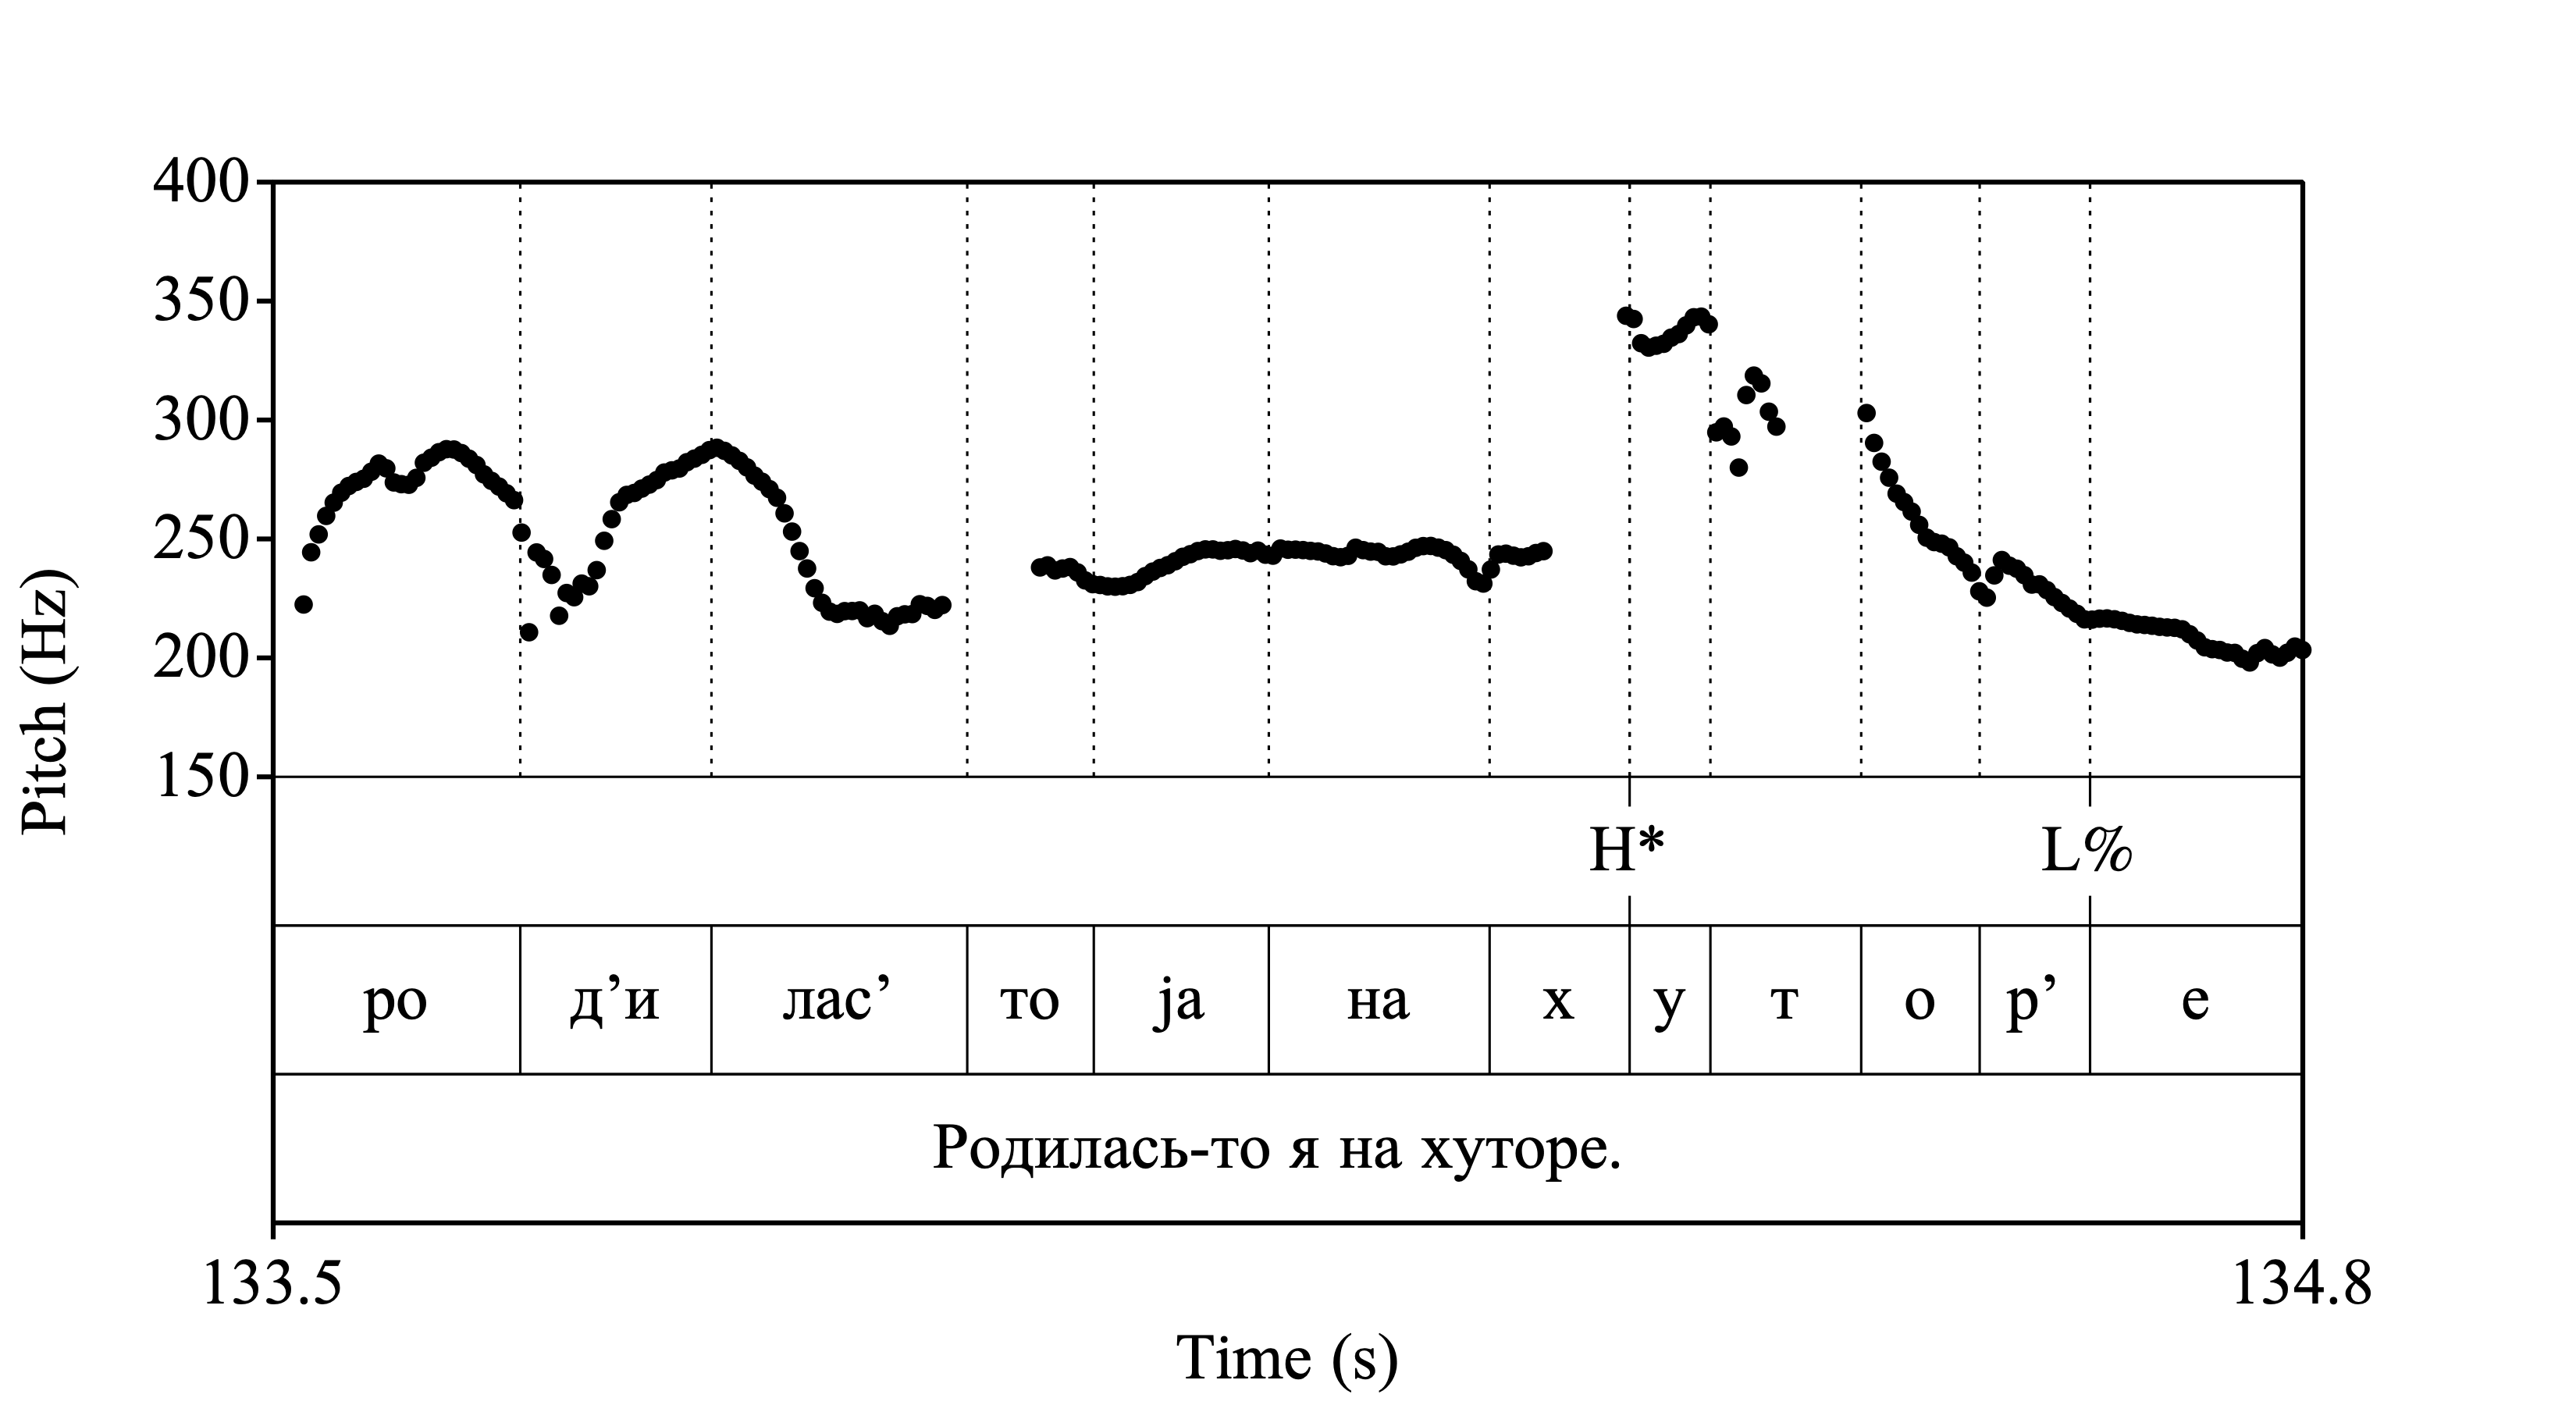 400
350
300
250
200
150
Pitch (Hz)
H* L%
ро д’и лас’ то ја на х у т о р’ е
Родилась-то я на хуторе.
133.5 134.8
Time (s)